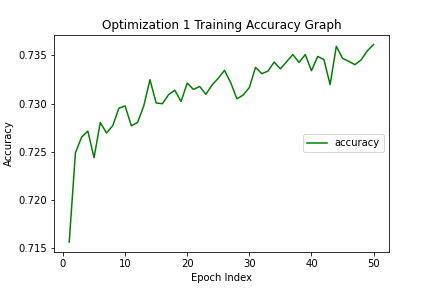 Optimization 1 Training Accuracy Graph
0.735
0.730
0.725
0.720
0.715
Accuracy
accuracy
0 10 20 30 40 50
Epoch Index